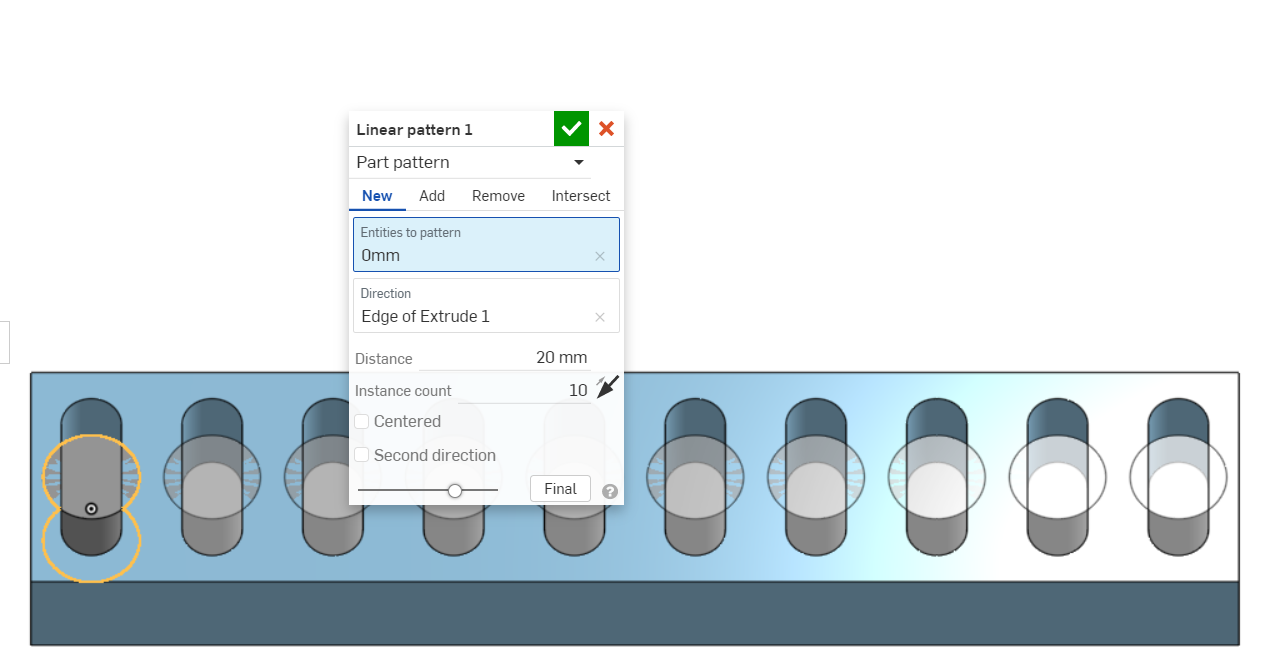 Linear pattern 1
Part pattern
New Add Remove Intersect
Entities to pattern
0mm
Direction
Edge of Extrude 1
Distance 20 mm
Instance count 10
Centered
Second direction
Final ?